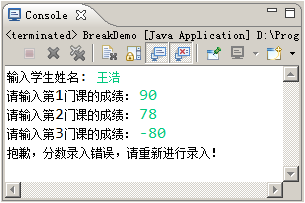 Console
<terminated> BreakDemo [Java Application] D:\Prog
输入学生姓名: 王浩
请输入第1门课的成绩: 90
请输入第2门课的成绩: 78
请输入第3门课的成绩: -80
抱歉，分数录入错误，请重新进行录入!